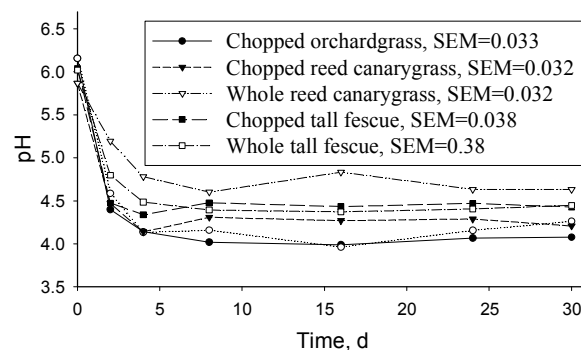 6.5
6.0
5.5
5.0
4.5
4.0
3.5
pH
Chopped orchardgrass, SEM=0.033
Chopped reed canarygrass, SEM=0.032
Whole reed canarygrass, SEM=0.032
Chopped tall fescue, SEM=0.038
Whole tall fescue, SEM=0.38
0 5 10 15 20 25 30
Time, d